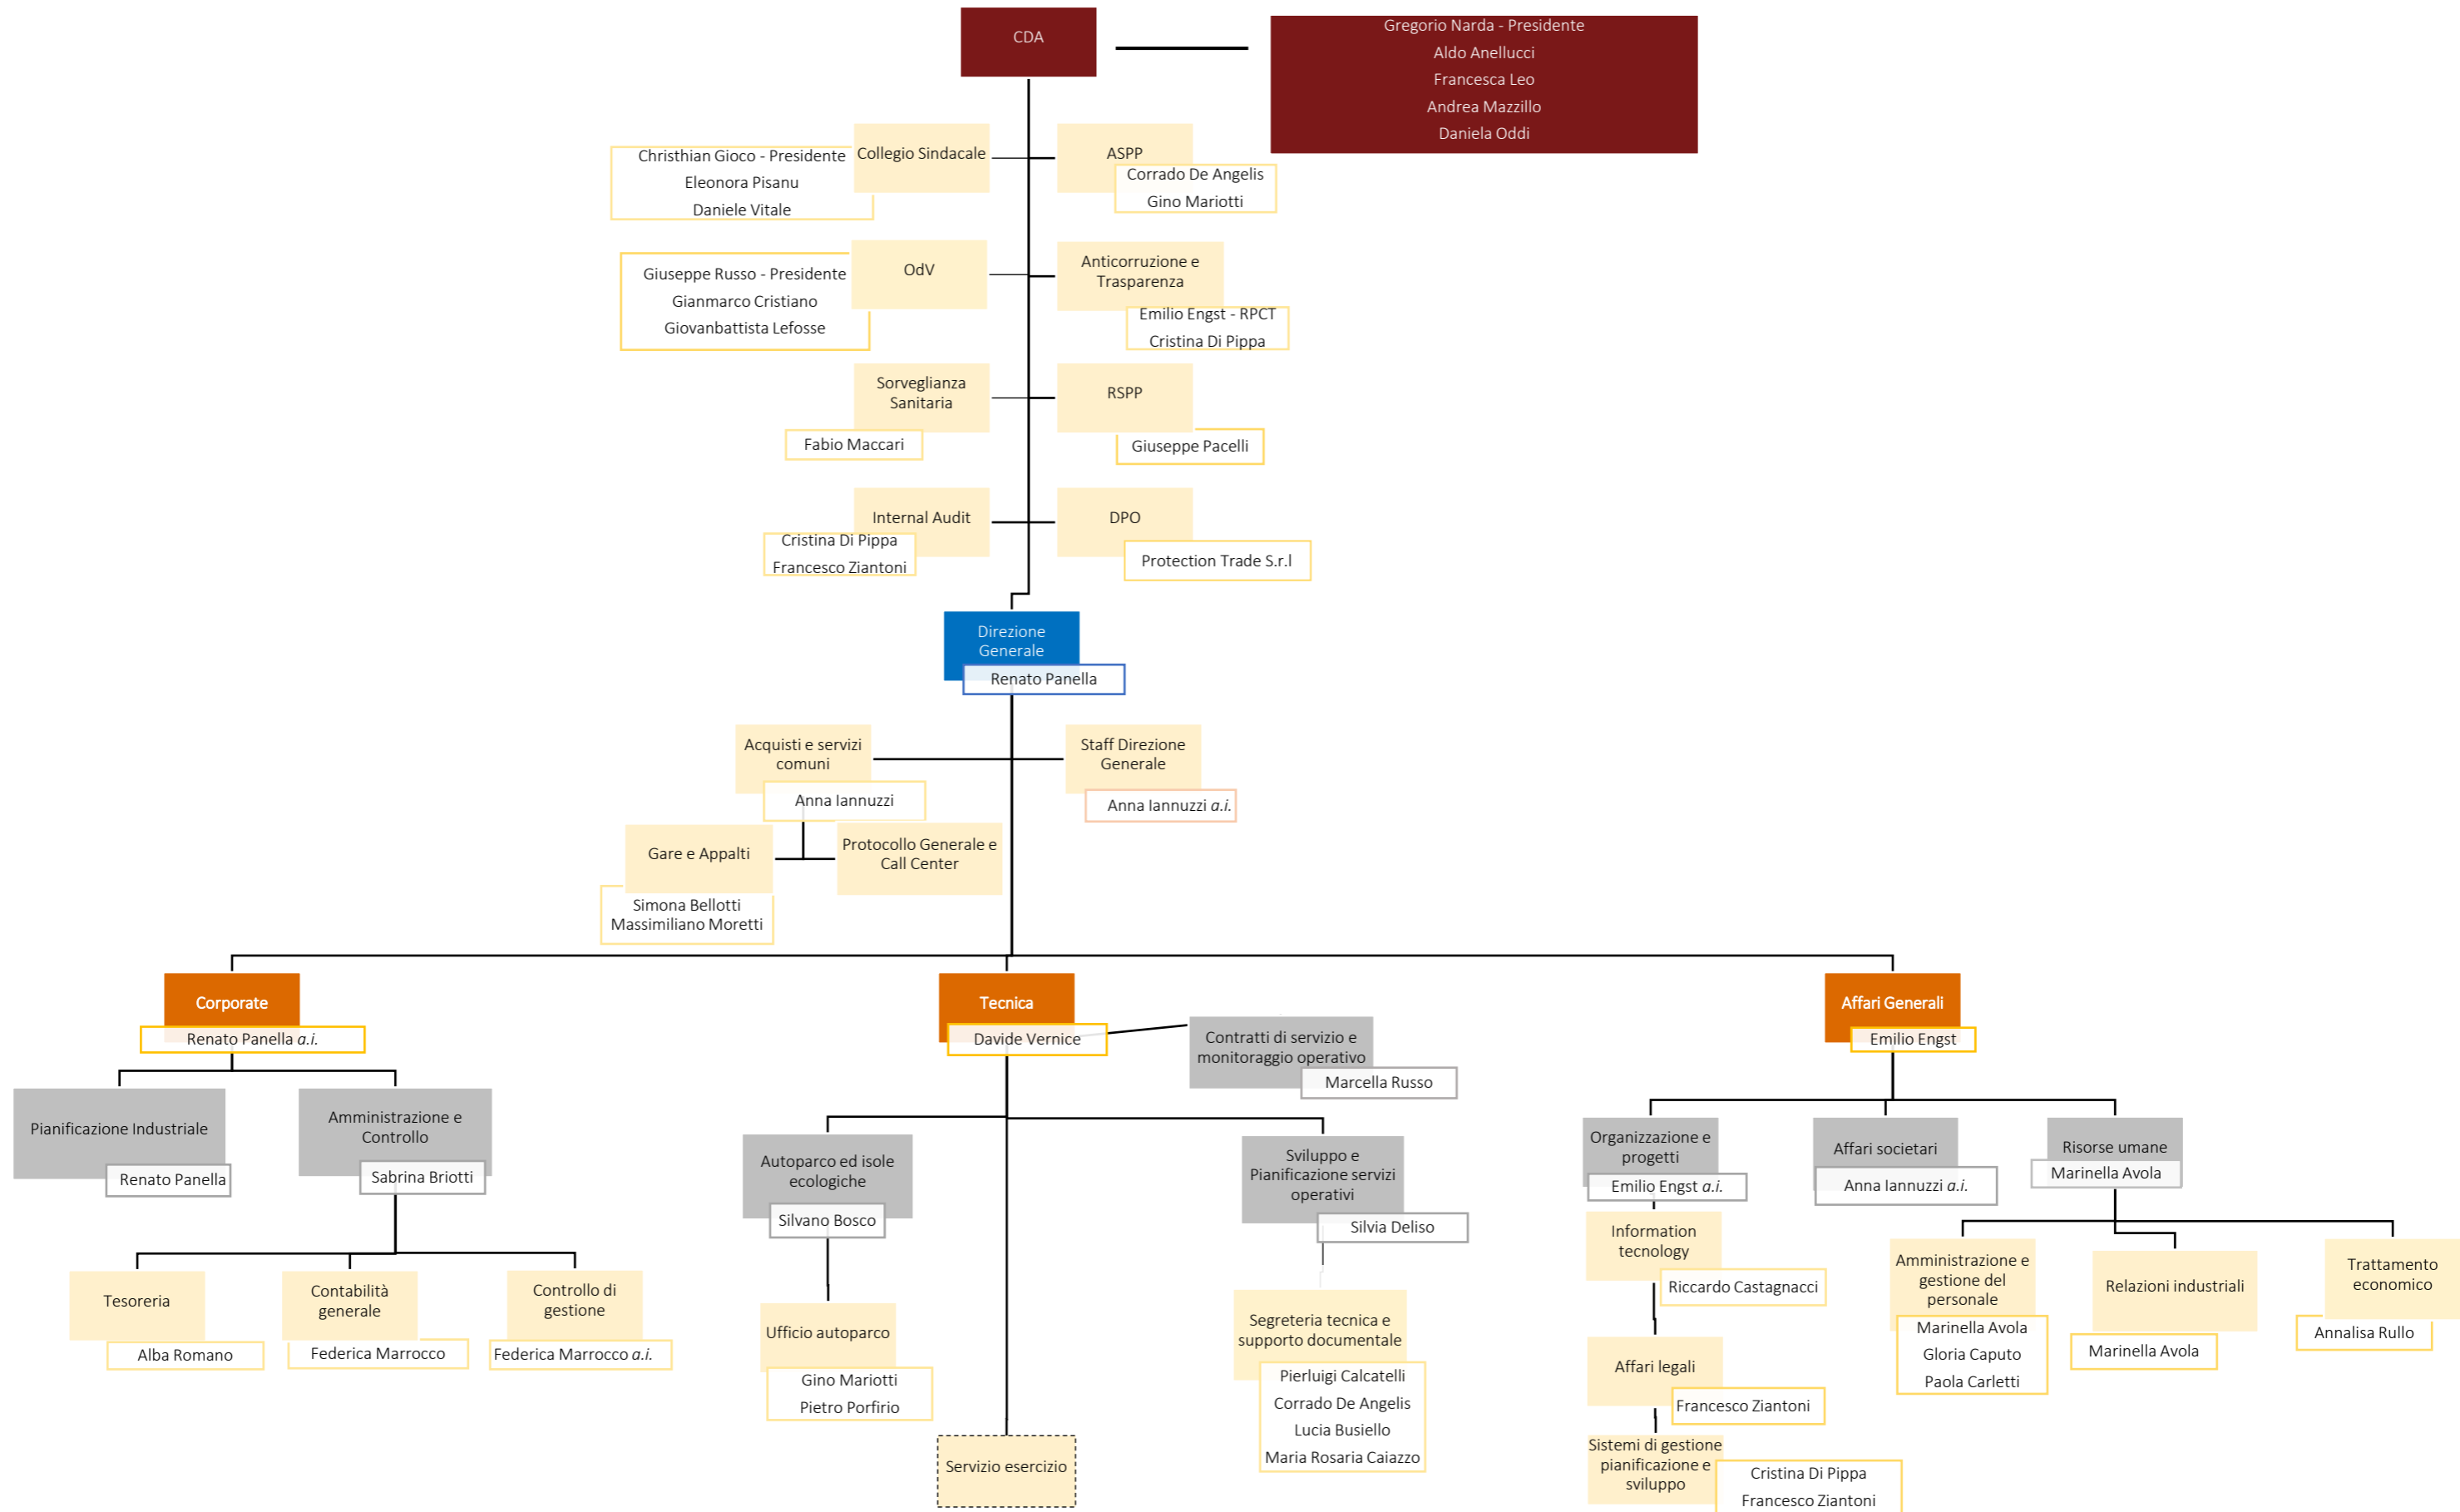 CDA
Gregorio Narda - Presidente
Aldo Anellucci
Francesca Leo
Andrea Mazzillo
Daniela Oddi
Collegio Sindacale
Christhian Gioco - Presidente
Eleonora Pisanu
Daniele Vitale
ASPP
Corrado De Angelis
Gino Mariotti
OdV
Giuseppe Russo - Presidente
Gianmarco Cristiano
Giovanbattista Lefosse
Anticorruzione e
Trasparenza
Emilio Engst - RPCT
Cristina Di Pippa
Sorveglianza
Sanitaria
Fabio Maccari
RSPP
Giuseppe Pacelli
Internal Audit
Cristina Di Pippa
Francesco Ziantoni
DPO
Protection Trade S.r.l
Direzione
Generale
Renato Panella
Acquisti e servizi
comuni
Anna Iannuzzi
Staff Direzione
Generale
Anna Iannuzzi a.i.
Gare e Appalti
Simona Bellotti
Massimiliano Moretti
Protocollo Generale e
Call Center
Corporate
Renato Panella a.i.
Tecnica
Davide Vernice
Affari Generali
Emilio Engst
Contratti di servizio e
monitoraggio operativo
Marcella Russo
Pianificazione Industriale
Renato Panella
Amministrazione e
Controllo
Sabrina Briotti
Autoparco ed isole
ecologiche
Silvano Bosco
Sviluppo e
Pianificazione servizi
operativi
Silvia Deliso
Organizzazione e
progetti
Emilio Engst a.i.
Affari societari
Anna Iannuzzi a.i.
Risorse umane
Marinella Avola
Tesoreria
Alba Romano
Contabilità
generale
Federica Marrocco
Controllo di
gestione
Federica Marrocco a.i.
Ufficio autoparco
Gino Mariotti
Pietro Porfirio
Servizio esercizio
Segreteria tecnica e
supporto documentale
Pierluigi Calcatelli
Corrado De Angelis
Lucia Busiello
Maria Rosaria Caiazzo
Information
tecnology
Riccardo Castagnacci
Affari legali
Francesco Ziantoni
Sistemi di gestione
pianificazione e
sviluppo
Cristina Di Pippa
Francesco Ziantoni
Amministrazione e
gestione del
personale
Marinella Avola
Gloria Caputo
Paola Carletti
Relazioni industriali
Marinella Avola
Trattamento
economico
Annalisa Rullo